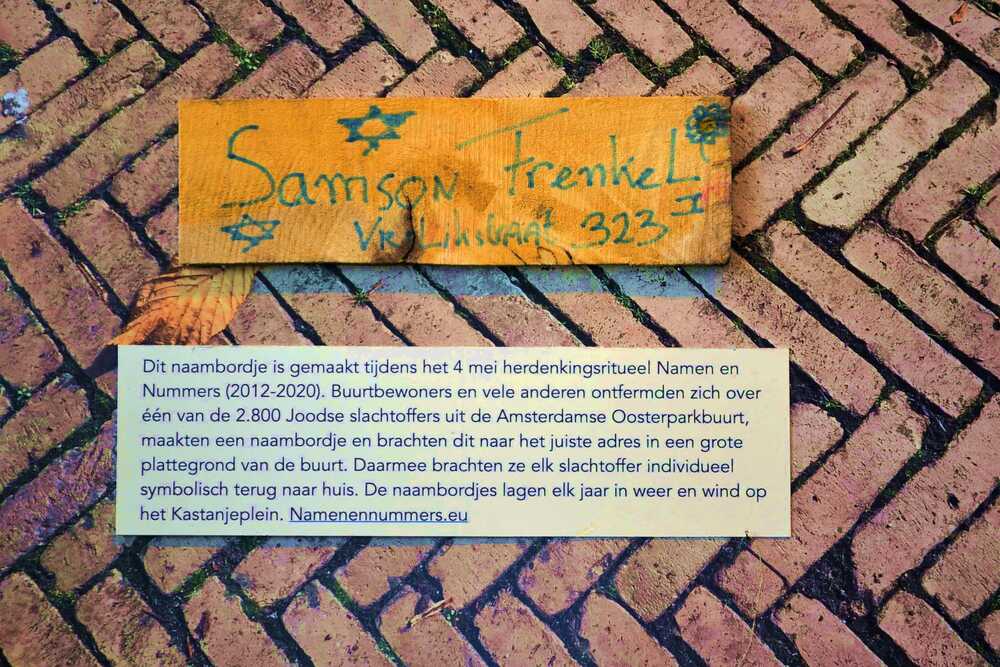 Samson Frenkel
323 II
Dit naambordje is gemaakt tijdens het 4 mei herdenkingsritueel Namen en
Nummers (2012-2020). Buurtbewoners en vele anderen ontfermden zich over
één van de 2.800 Joodse slachtoffers uit de Amsterdamse Oosterparkbuurt,
maakten een naambordje en brachten dit naar het juiste adres in een grote
plattegrond van de buurt. Daarmee brachten ze elk slachtoffer individueel
symbolisch terug naar huis. De naambordjes lagen elk jaar in weer en wind op
het Kastanjeplein. Namenennummers.eu